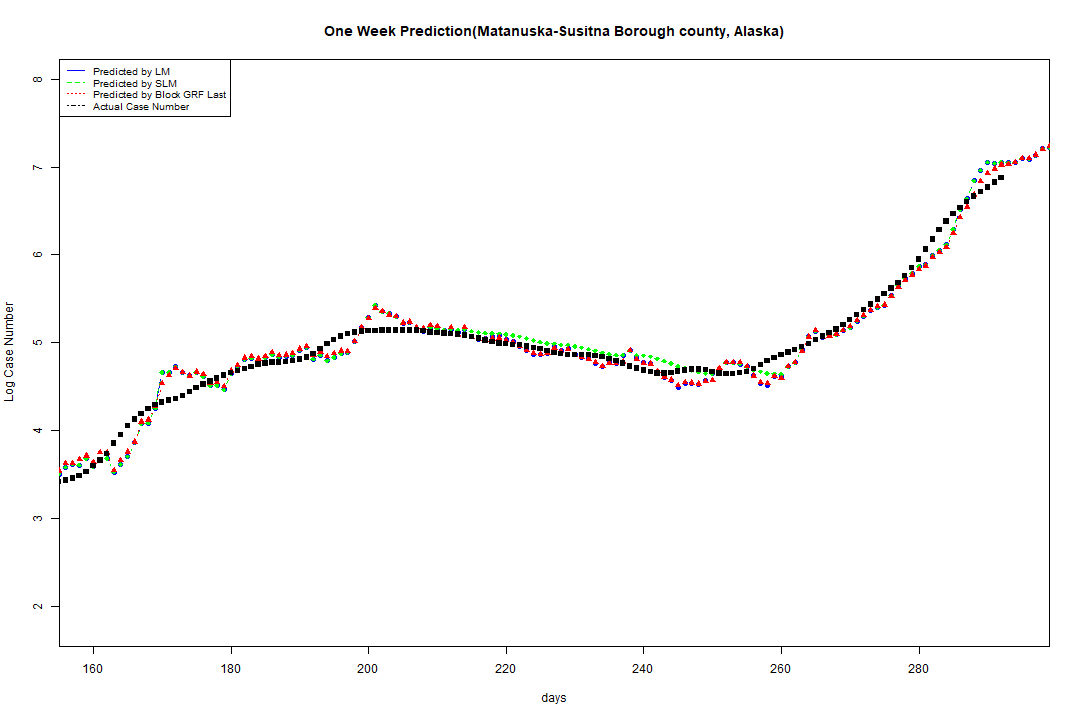 One Week Prediction(Matanuska-Susitna Borough county, Alaska)
Predicted by LM
Predicted by SLM
Predicted by Block GRF Last
Actual Case Number
8
7
6
5
4
3
2
Log Case Number
160 180 200 220 240 260 280
days